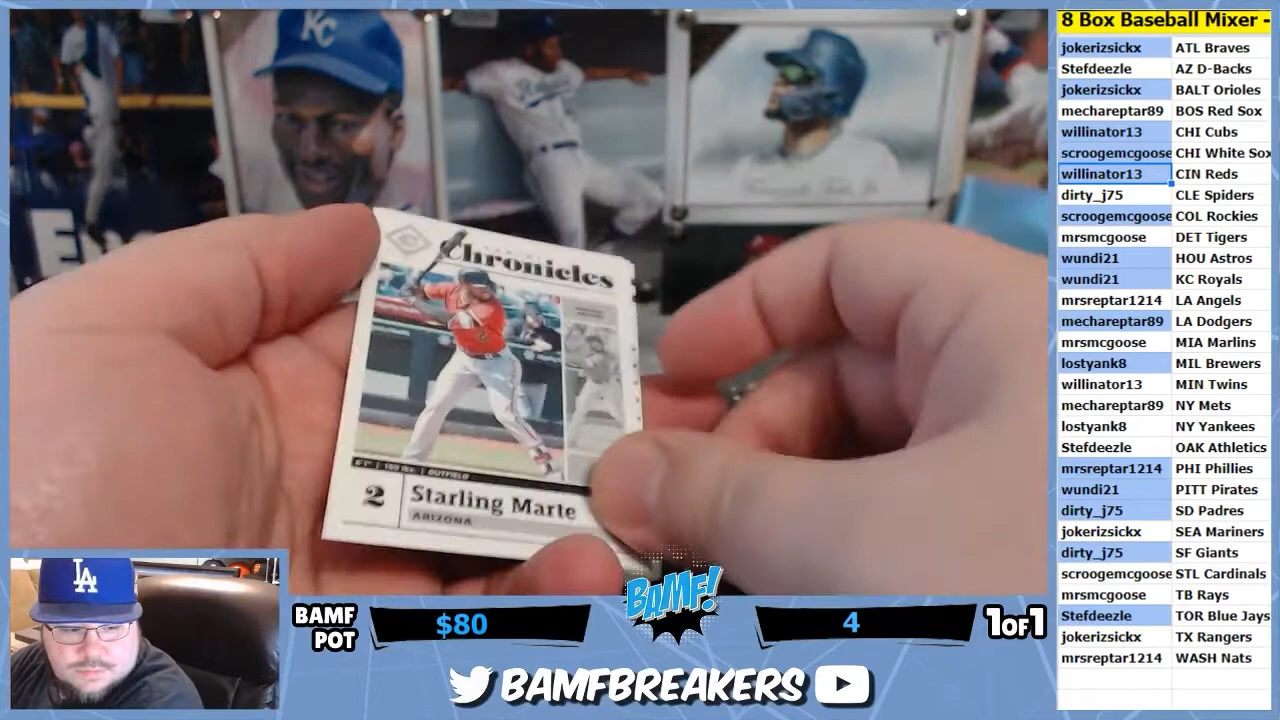 KC
Chronicles
6'1" | 190 lbs. | OUTFIELD
2
Starling Marte
ARIZONA
LA
BAMF
POT
$80
BAMF!
4
1OF1
BAMFBREAKERS
8 Box Baseball Mixer -
jokerizsickx ATL Braves
Stefdeezle AZ D-Backs
jokerizsickx BALT Orioles
mechareptar89 BOS Red Sox
willinator13 CHI Cubs
scroogemcgoose CHI White Sox
willinator13 CIN Reds
dirty_j75 CLE Spiders
scroogemcgoose COL Rockies
mrsmcgoose DET Tigers
wundi21 HOU Astros
wundi21 KC Royals
mrsreptar1214 LA Angels
mechareptar89 LA Dodgers
mrsmcgoose MIA Marlins
lostyank8 MIL Brewers
willinator13 MIN Twins
mechareptar89 NY Mets
lostyank8 NY Yankees
Stefdeezle OAK Athletics
mrsreptar1214 PHI Phillies
wundi21 PITT Pirates
dirty_j75 SD Padres
jokerizsickx SEA Mariners
dirty_j75 SF Giants
scroogemcgoose STL Cardinals
mrsmcgoose TB Rays
Stefdeezle TOR Blue Jays
jokerizsickx TX Rangers
mrsreptar1214 WASH Nats